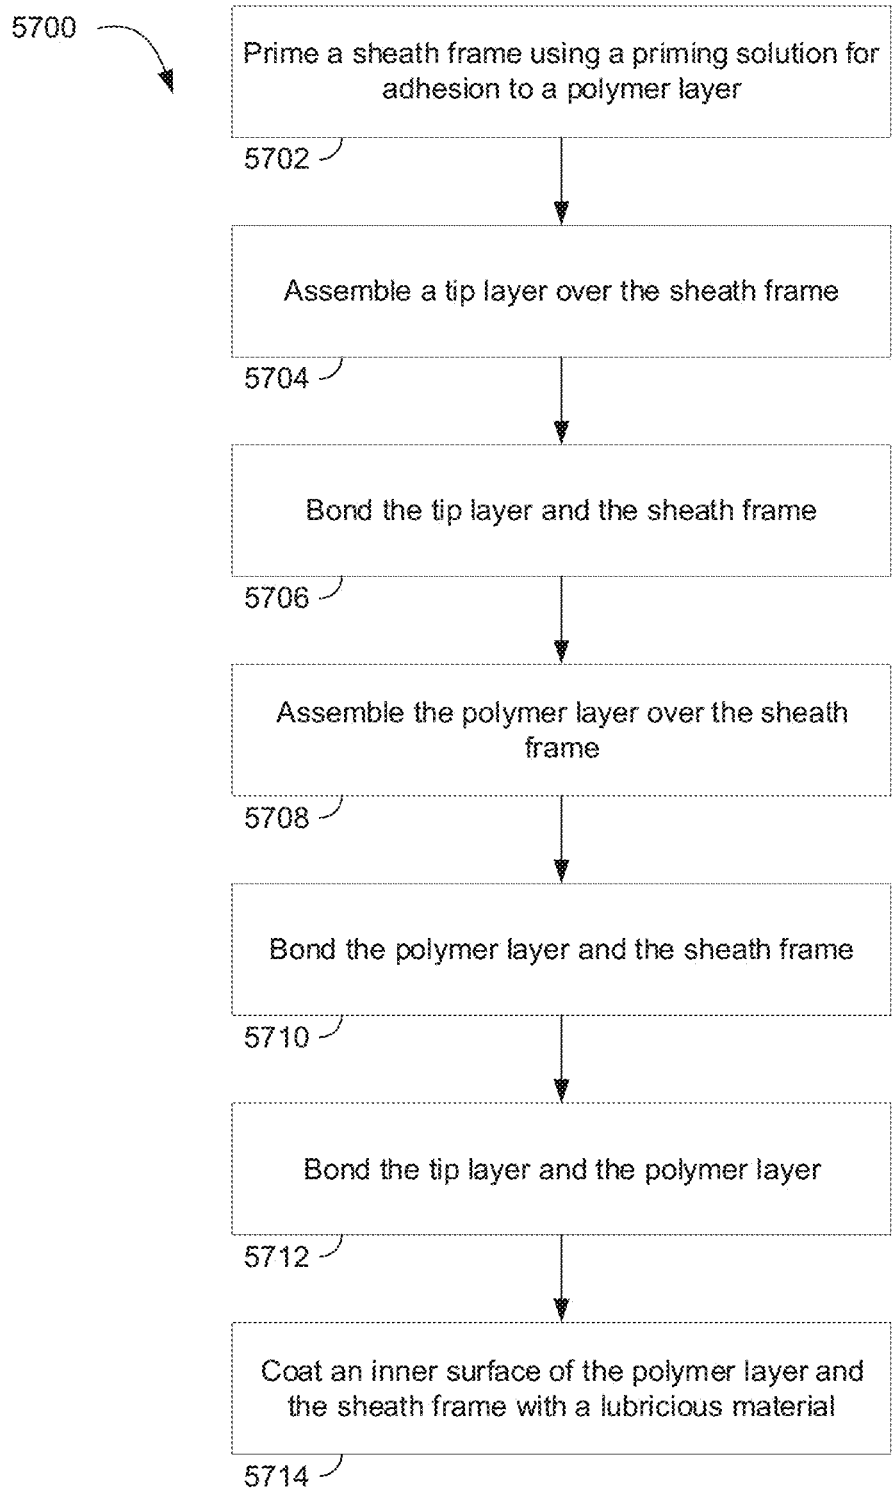 5700
Prime a sheath frame using a priming solution for
adhesion to a polymer layer
5702
Assemble a tip layer over the sheath frame
5704
Bond the tip layer and the sheath frame
5706
Assemble the polymer layer over the sheath
frame
5708
Bond the polymer layer and the sheath frame
5710
Bond the tip layer and the polymer layer
5712
Coat an inner surface of the polymer layer and
the sheath frame with a lubricious material
5714